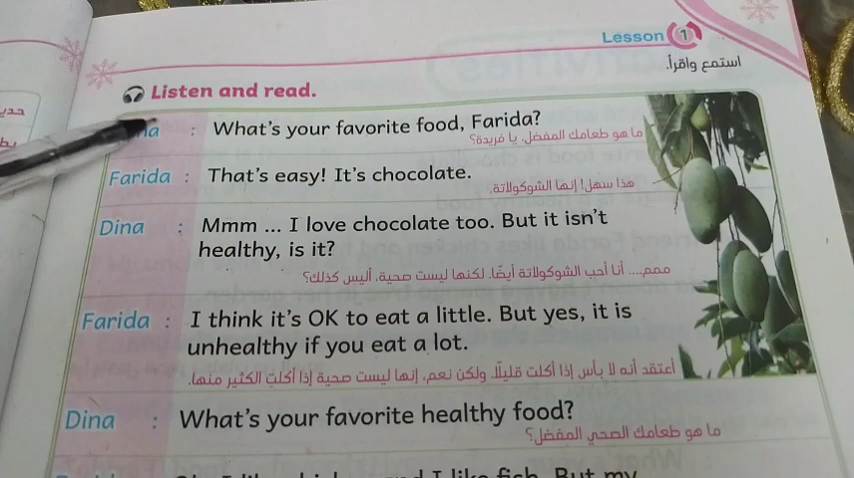 Lesson 1
استمع واقرأ.
Listen and read.
: What's your favorite food, Farida?
ما هو طعامك المفضل، يا فريدة؟
Farida : That's easy! It's chocolate.
هذا سهل! إنها الشوكولاتة.
Dina : Mmm ... I love chocolate too. But it isn't
healthy, is it?
ممم.... أنا أحب الشوكولاتة أيضًا. لكنها ليست صحية، أليس كذلك؟
Farida : I think it's OK to eat a little. But yes, it is
unhealthy if you eat a lot.
أعتقد أنه لا بأس إذا أكلت قليلًا. ولكن نعم، إنها ليست صحية إذا أكلت الكثير منها.
Dina : What's your favorite healthy food?
ما هو طعامك الصحي المفضل؟
I like fish. But my